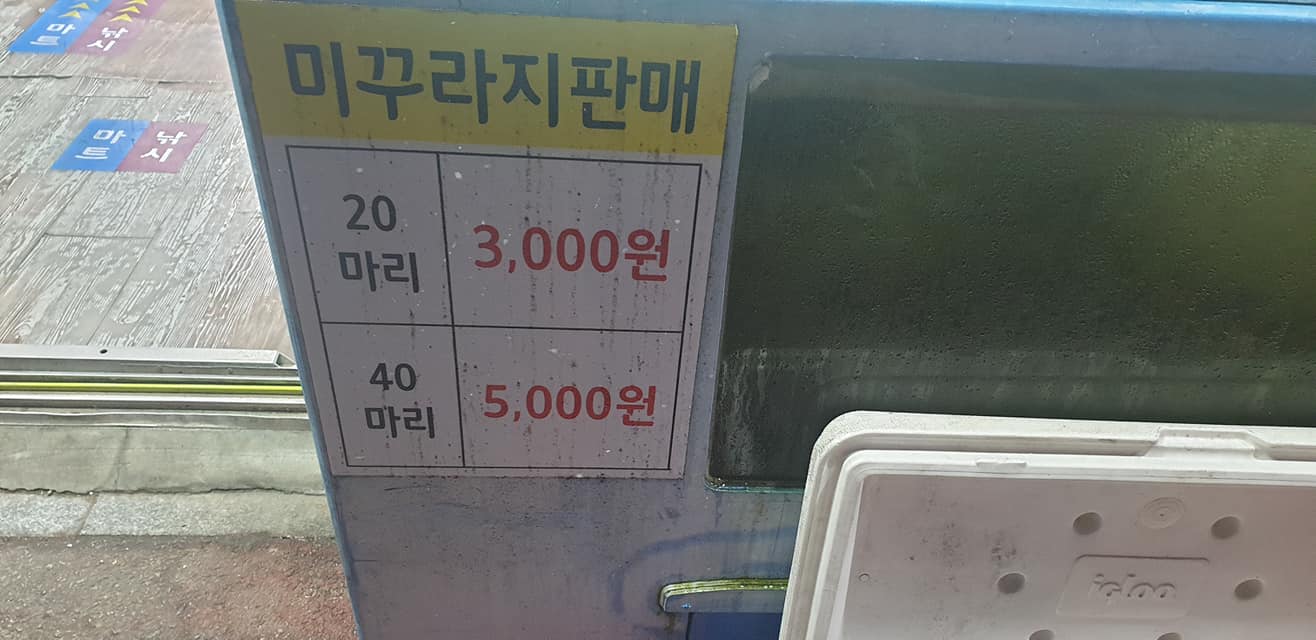 미꾸라지판매
20
마리
3,000원
40
마리
5,000원
마
트
낚
시
마
트
낚
시
igloo